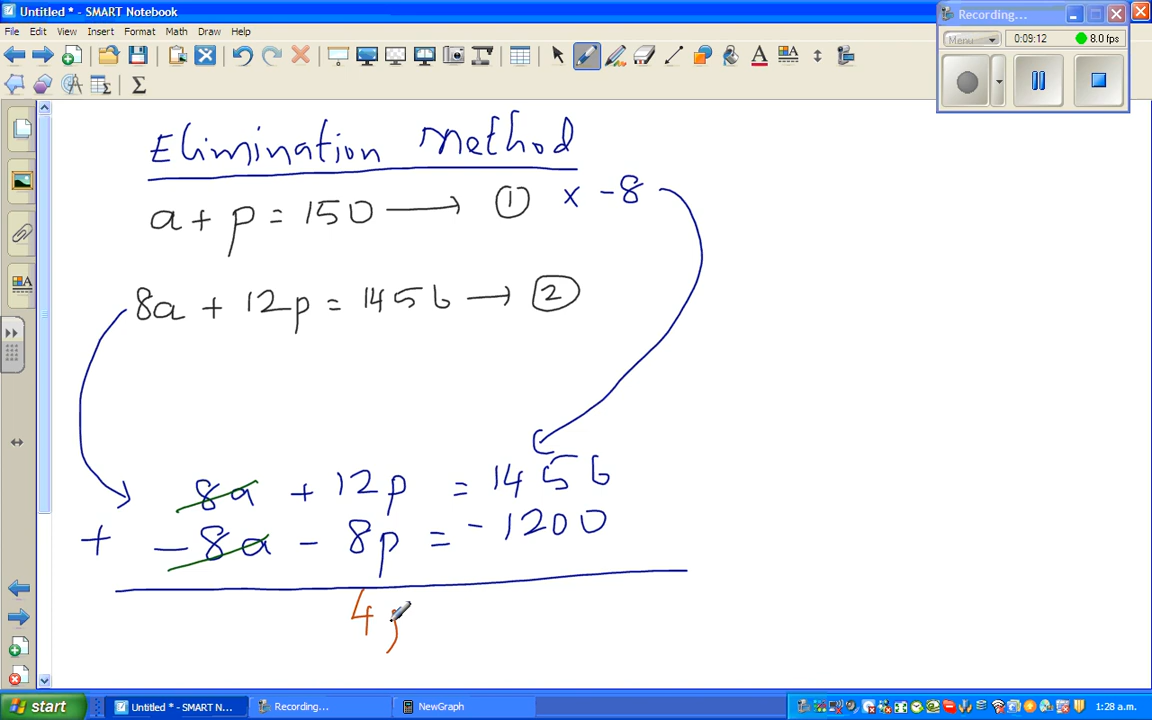 Untitled * - SMART Notebook
File Edit View Insert Format Math Draw Help
Recording...
Menu 0:09:12 8.0 fps
Elimination Method
a + p = 150 → ① x -8
8a + 12p = 1456 → ②
8a + 12p = 1456
+ -8a - 8p = -1200
4p
start Untitled * - SMART N... Recording... NewGraph 1:28 a.m.